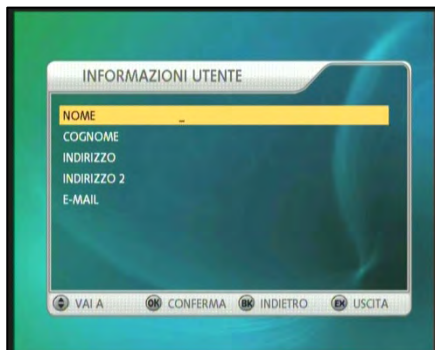 INFORMAZIONI UTENTE
NOME _
COGNOME
INDIRIZZO
INDIRIZZO 2
E-MAIL
VAI A OK CONFERMA BK INDIETRO EX USCITA